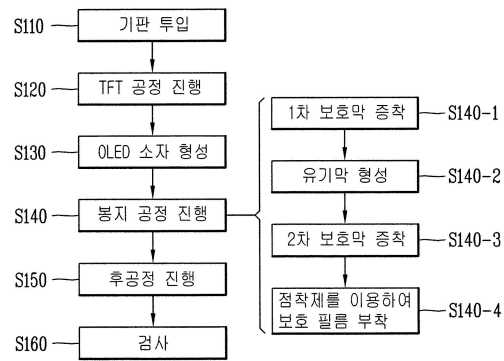 S110 기판 투입
S120 TFT 공정 진행
S130 OLED 소자 형성
S140 봉지 공정 진행
S150 후공정 진행
S160 검사
1차 보호막 증착 S140-1
유기막 형성 S140-2
2차 보호막 증착 S140-3
점착제를 이용하여
보호 필름 부착 S140-4